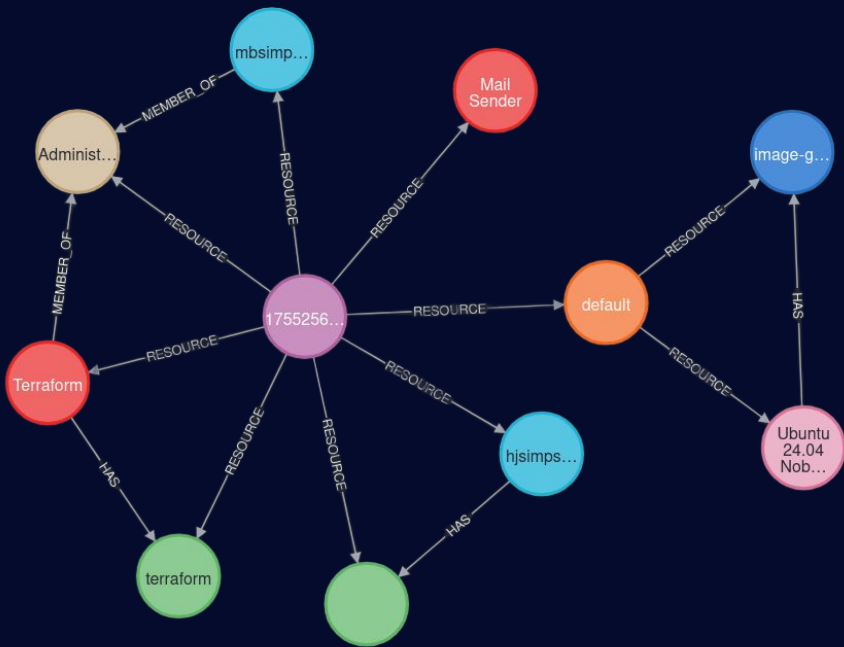 mbsimp…
MEMBER_OF
Mail
Sender
Administ…
image-g…
RESOURCE
RESOURCE
RESOURCE
RESOURCE
MEMBER_OF
1755256…
RESOURCE
default
HAS
RESOURCE
Terraform
RESOURCE
RESOURCE
Ubuntu
24.04
Nob…
hjsimps…
RESOURCE
RESOURCE
HAS
HAS
terraform